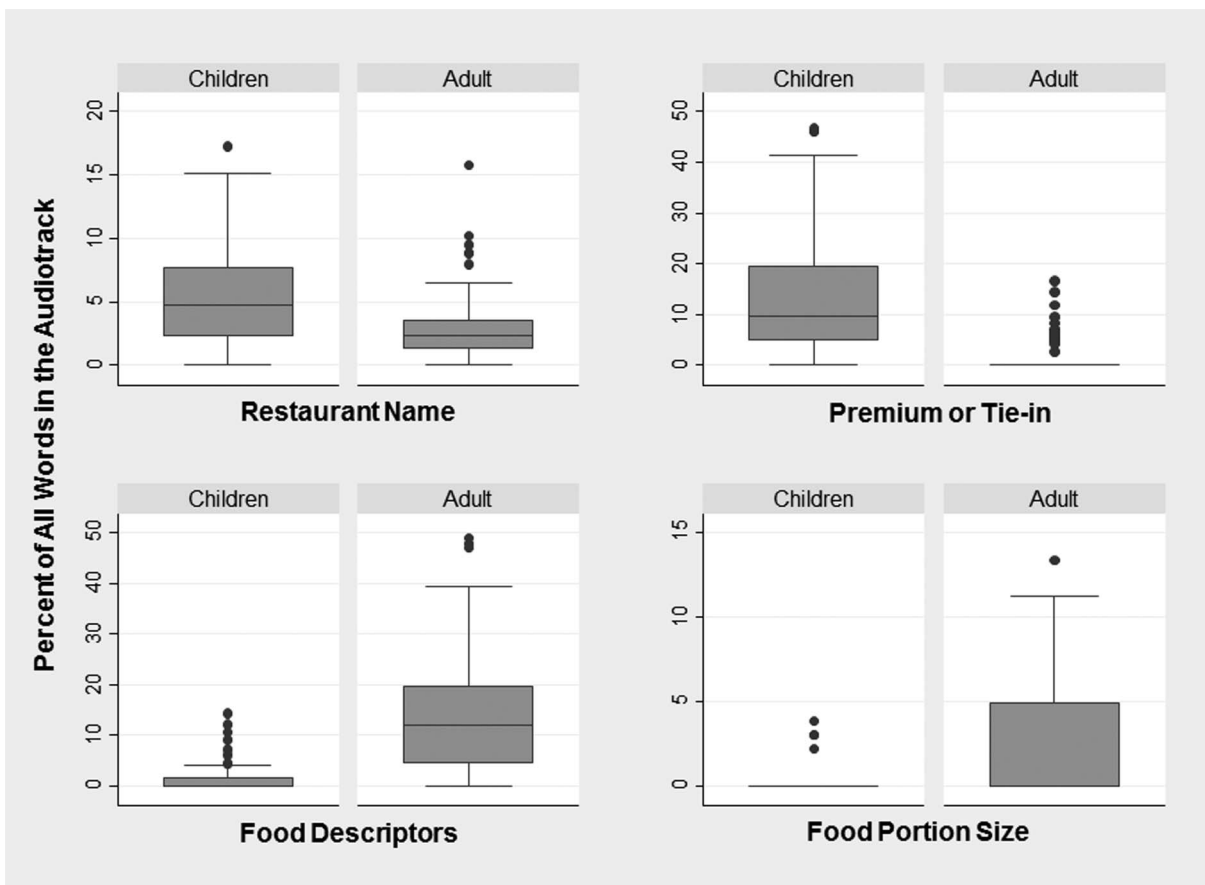 Percent of All Words in the Audiotrack
Children Adult
20
15
10
5
0
Restaurant Name
Children Adult
50
40
30
20
10
0
Premium or Tie-in
Children Adult
50
40
30
20
10
0
Food Descriptors
Children Adult
15
10
5
0
Food Portion Size